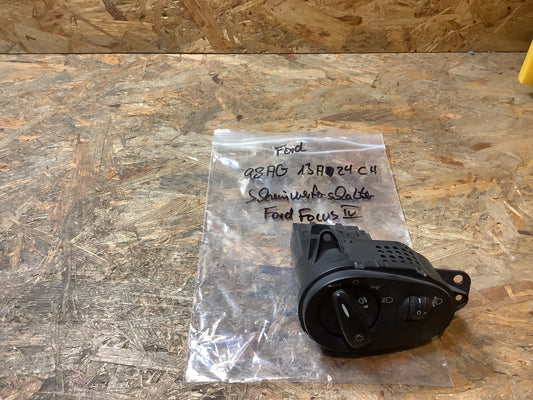 Ford
98AG 13A024 CH
Scheinwerferschalter
Ford Focus IV